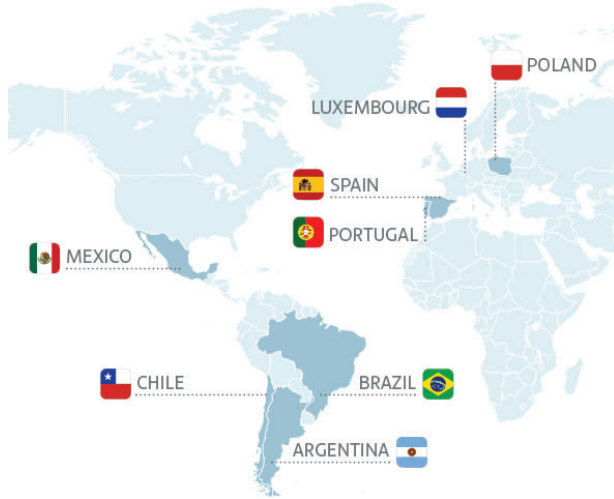 POLAND
LUXEMBOURG
SPAIN
PORTUGAL
MEXICO
CHILE
BRAZIL
ARGENTINA